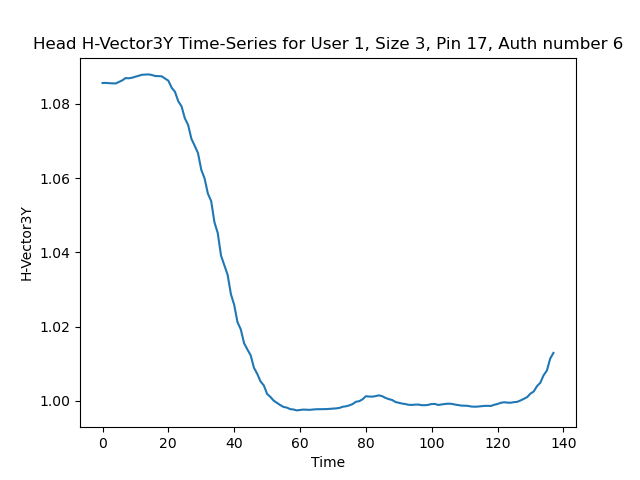 Head H-Vector3Y Time-Series for User 1, Size 3, Pin 17, Auth number 6
H-Vector3Y
1.08
1.06
1.04
1.02
1.00
0 20 40 60 80 100 120 140
Time